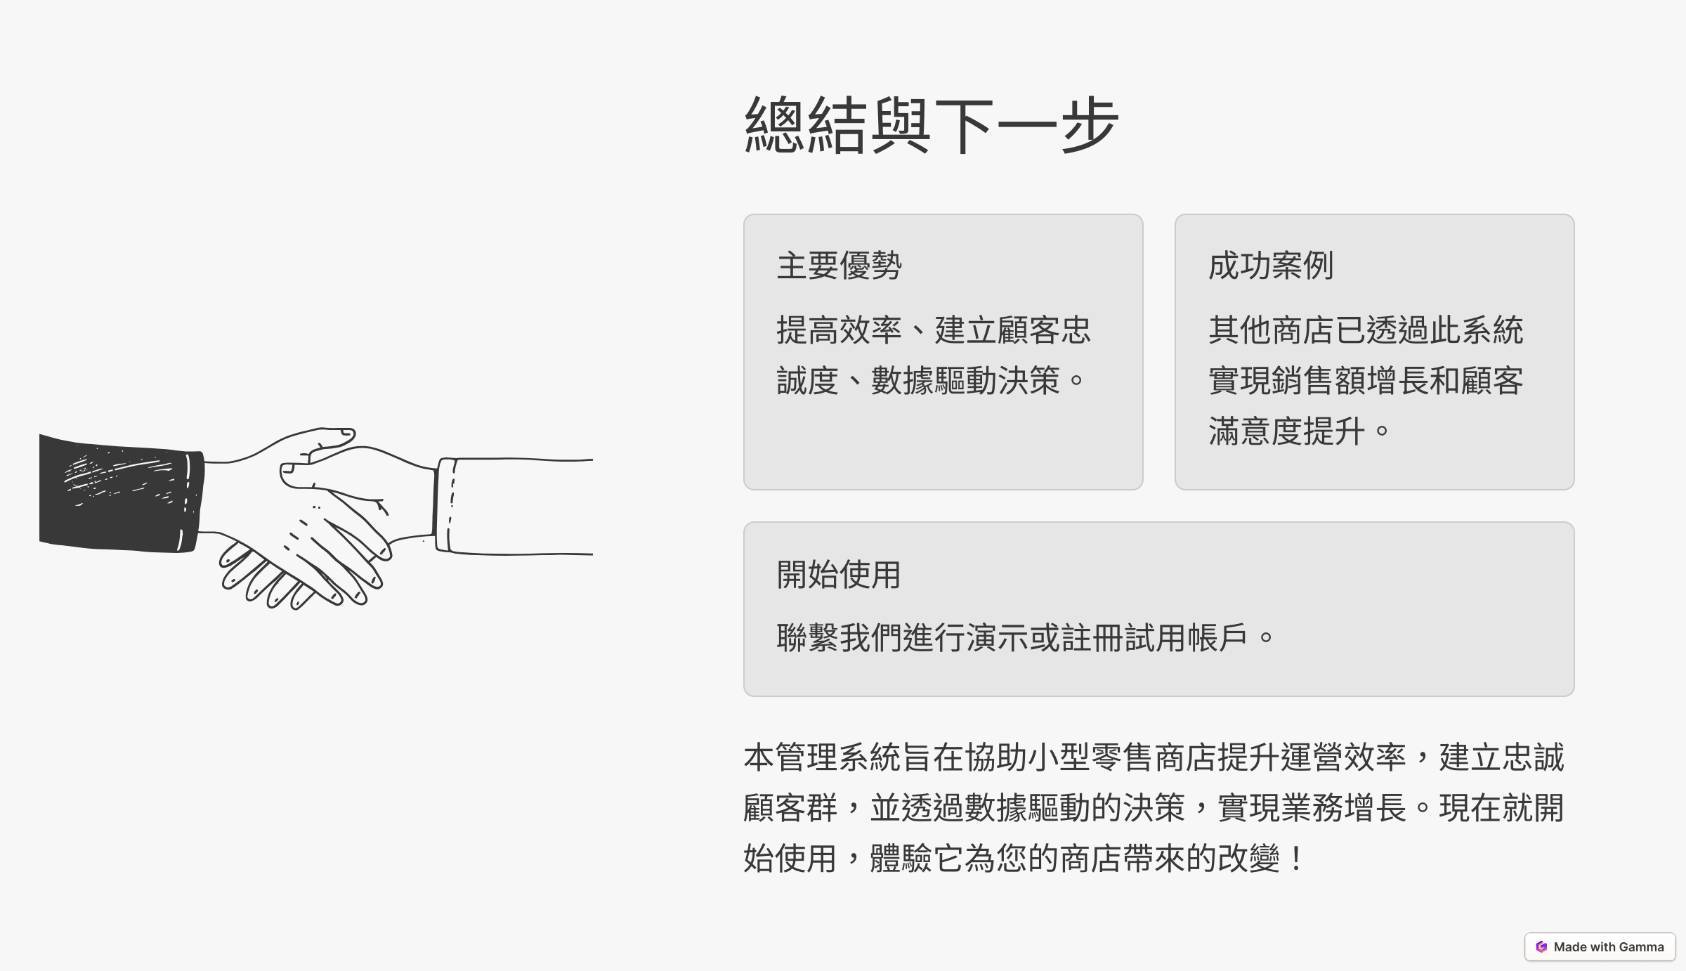 總結與下一步
主要優勢
提高效率、建立顧客忠
誠度、數據驅動決策。
成功案例
其他商店已透過此系統
實現銷售額增長和顧客
滿意度提升。
開始使用
聯繫我們進行演示或註冊試用帳戶。
本管理系統旨在協助小型零售商店提升運營效率，建立忠誠
顧客群，並透過數據驅動的決策，實現業務增長。現在就開
始使用，體驗它為您的商店帶來的改變！
Made with Gamma